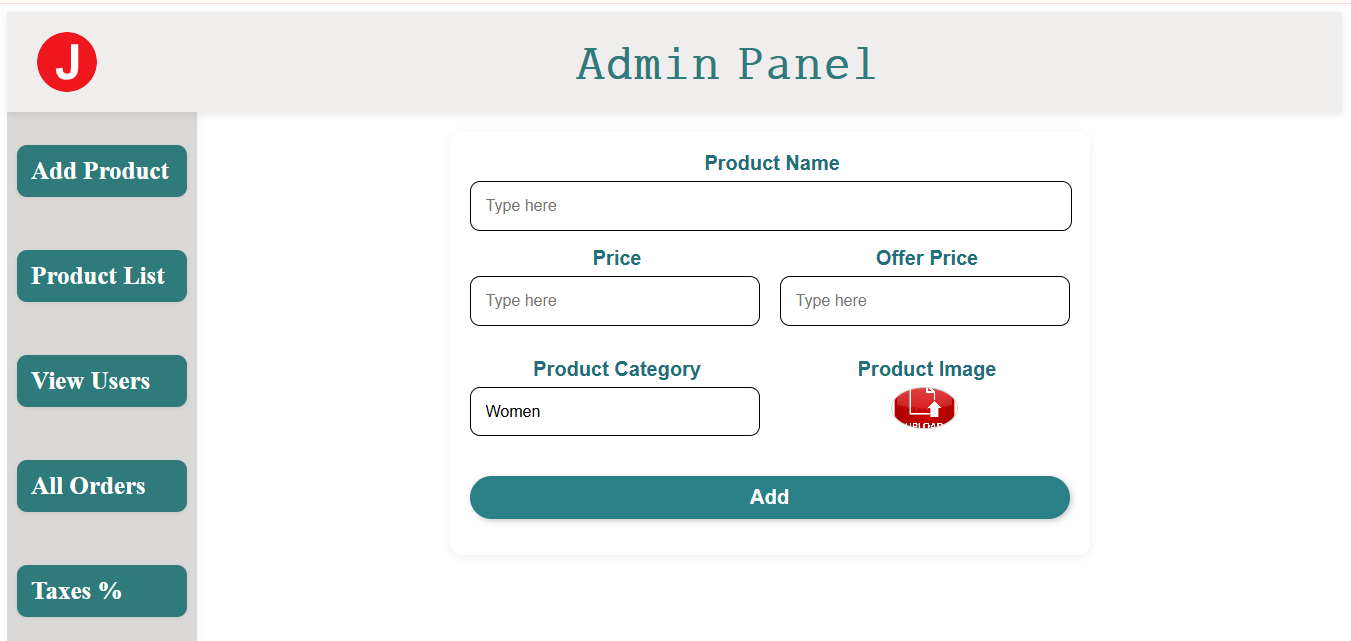 J
Admin Panel
Add Product
Product List
View Users
All Orders
Taxes %
Product Name
Type here
Price
Offer Price
Type here
Type here
Product Category
Product Image
Women
UPLOAD
Add